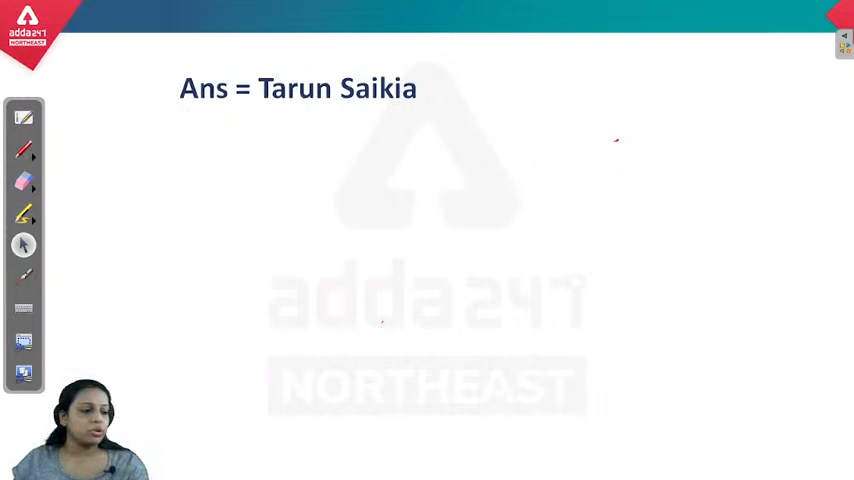 adda247
NORTHEAST
Ans = Tarun Saikia
adda247
NORTHEAST